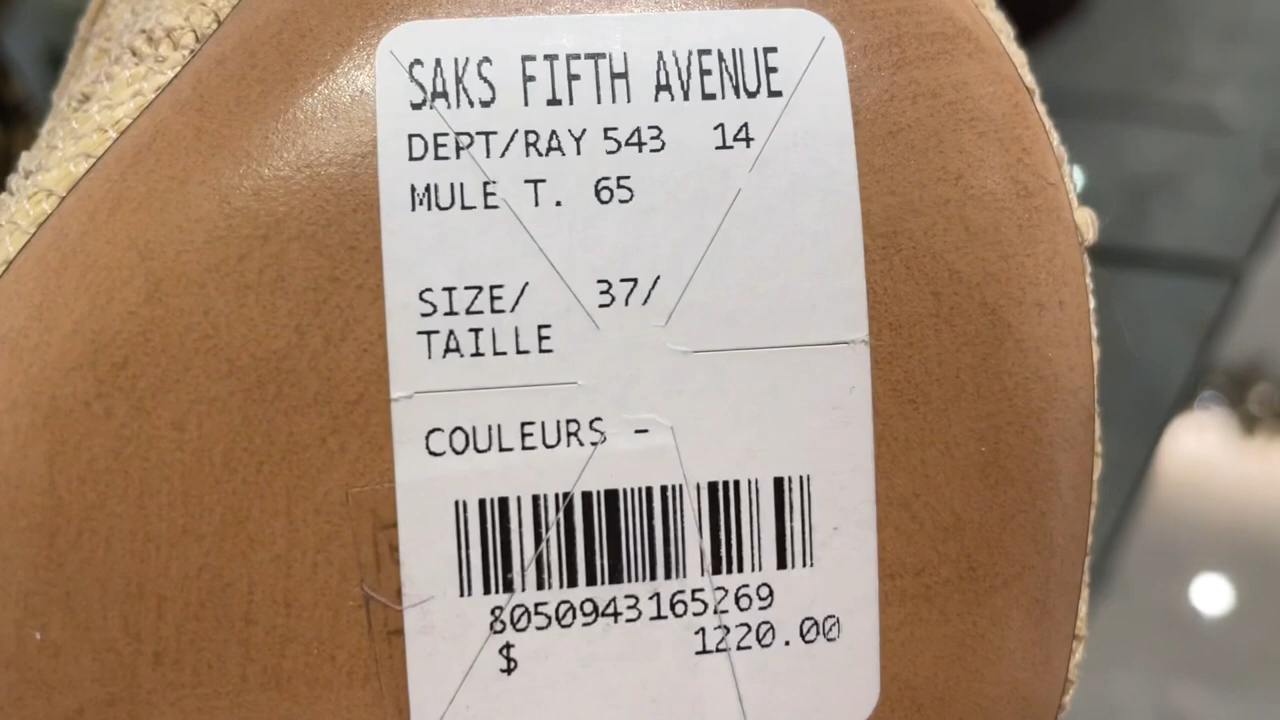 SAKS FIFTH AVENUE
DEPT/RAY 543 14
MULE T. 65
SIZE/ 37/
TAILLE
COULEURS -
8050943165269
$ 1220.00